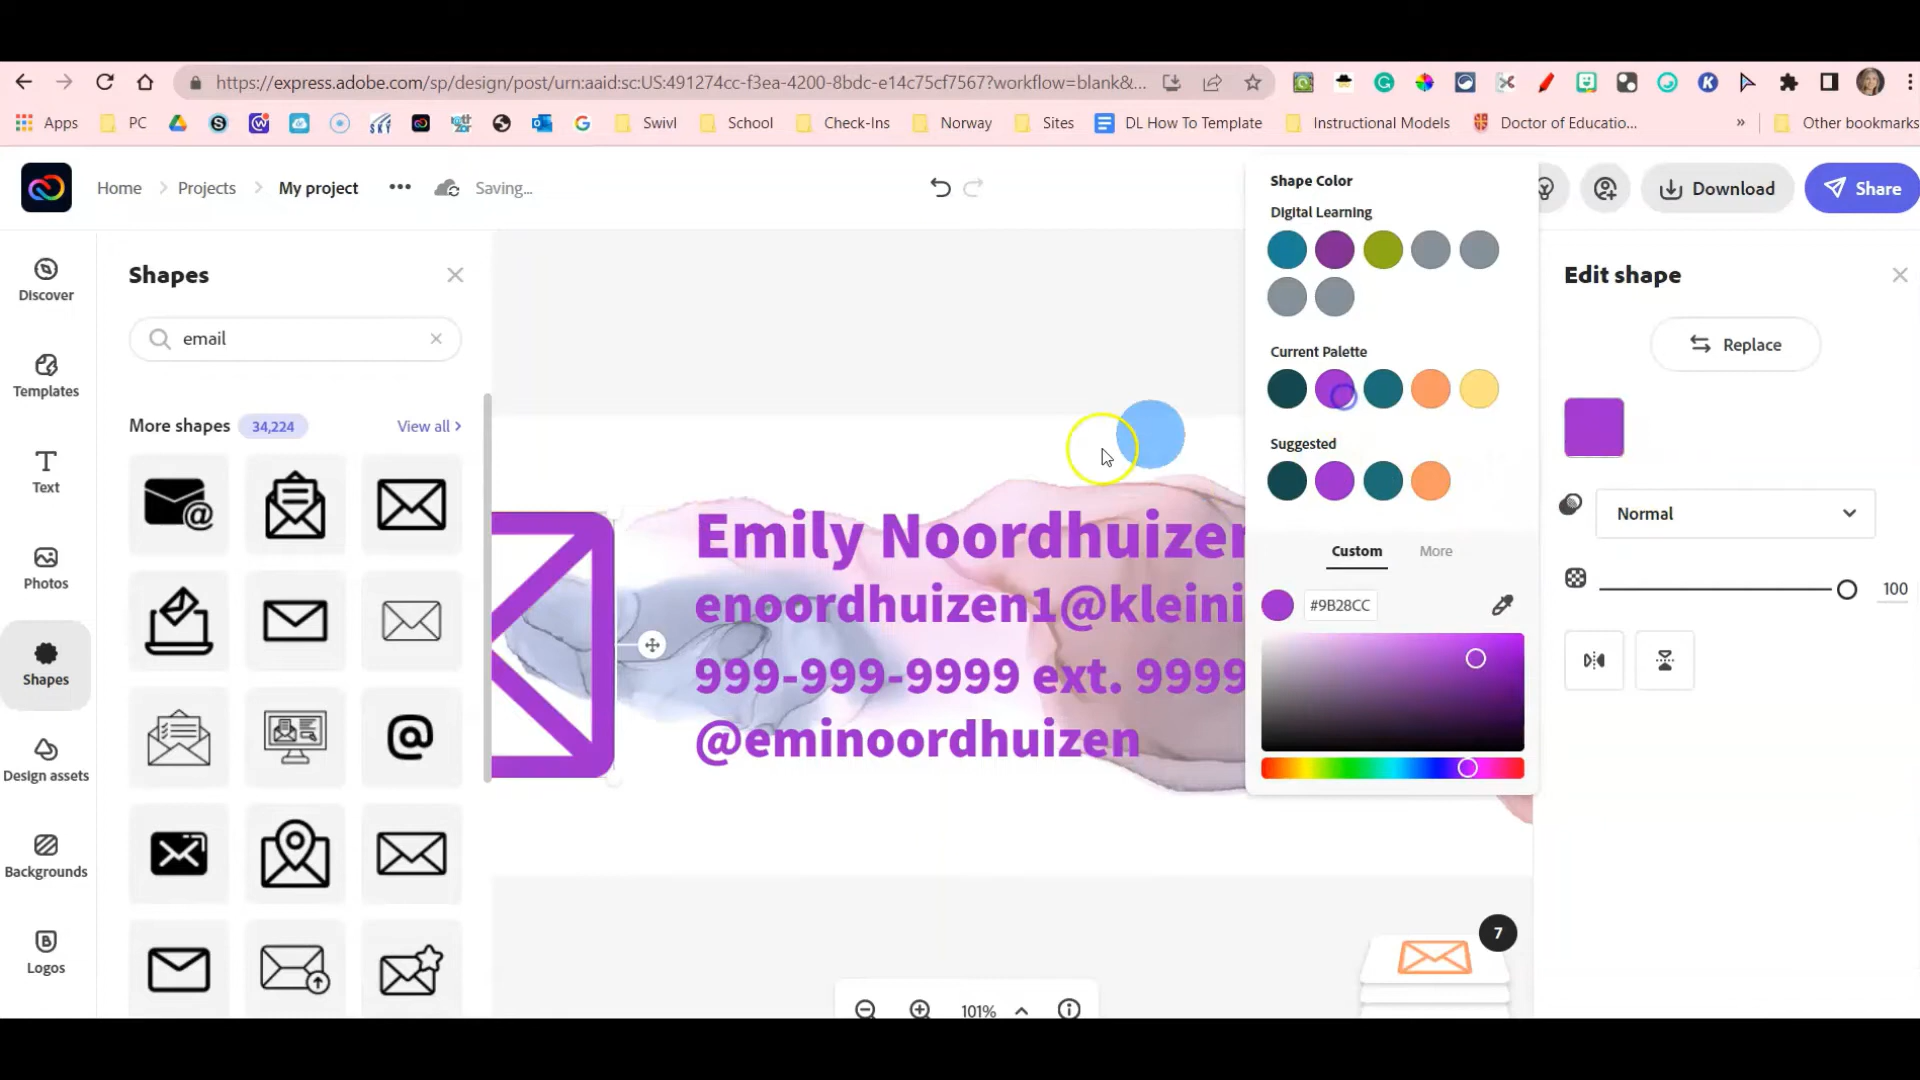 https://express.adobe.com/sp/design/post/urn:aaid:sc:US:491274cc-f3ea-4200-8bdc-e14c75cf7567?workflow=blank&...
Apps
PC
Swivl
School
Check-Ins
Norway
Sites
DL How To Template
Instructional Models
Doctor of Educatio...
»
Other bookmarks
Home
Projects
My project
Saving...
Download
Share
Discover
Templates
Text
Photos
Shapes
Design assets
Backgrounds
Logos
Shapes
email
More shapes
34,224
View all
Emily Noordhuizen
enoordhuizen1@kleini
999-999-9999 ext. 9999
@eminoordhuizen
101%
7
Shape Color
Digital Learning
Current Palette
Suggested
Custom
More
#9B28CC
Edit shape
Replace
Normal
100